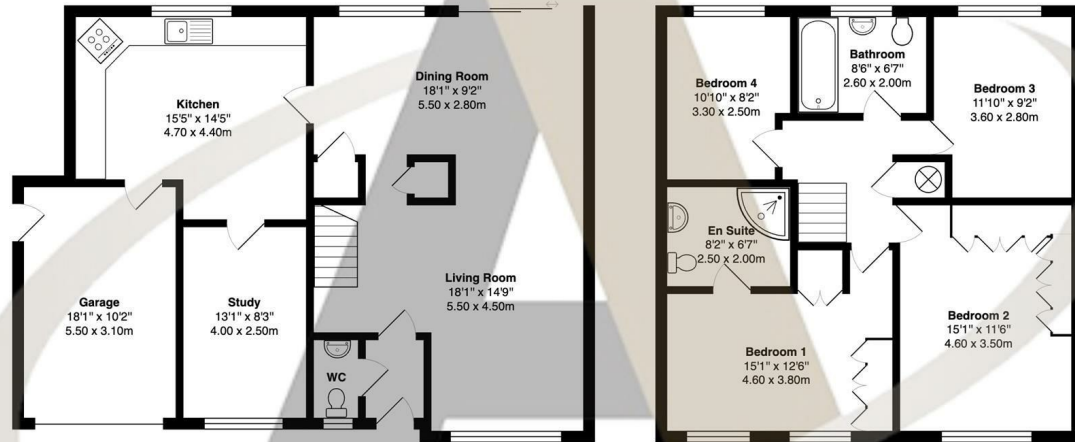 Kitchen
15'5" x 14'5"
4.70 x 4.40m
Dining Room
18'1" x 9'2"
5.50 x 2.80m
Garage
18'1" x 10'2"
5.50 x 3.10m
Study
13'1" x 8'3"
4.00 x 2.50m
Living Room
18'1" x 14'9"
5.50 x 4.50m
WC
Bedroom 4
10'10" x 8'2"
3.30 x 2.50m
Bathroom
8'6" x 6'7"
2.60 x 2.00m
Bedroom 3
11'10" x 9'2"
3.60 x 2.80m
En Suite
8'2" x 6'7"
2.50 x 2.00m
Bedroom 1
15'1" x 12'6"
4.60 x 3.80m
Bedroom 2
15'1" x 11'6"
4.60 x 3.50m